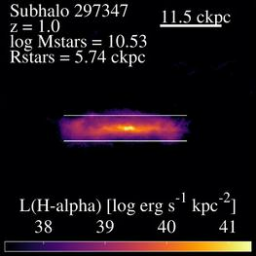 Subhalo 297347
11.5 ckpc
z = 1.0
log Mstars = 10.53
Rstars = 5.74 ckpc
L(H-alpha) [log erg s⁻¹ kpc⁻²]
38 39 40 41